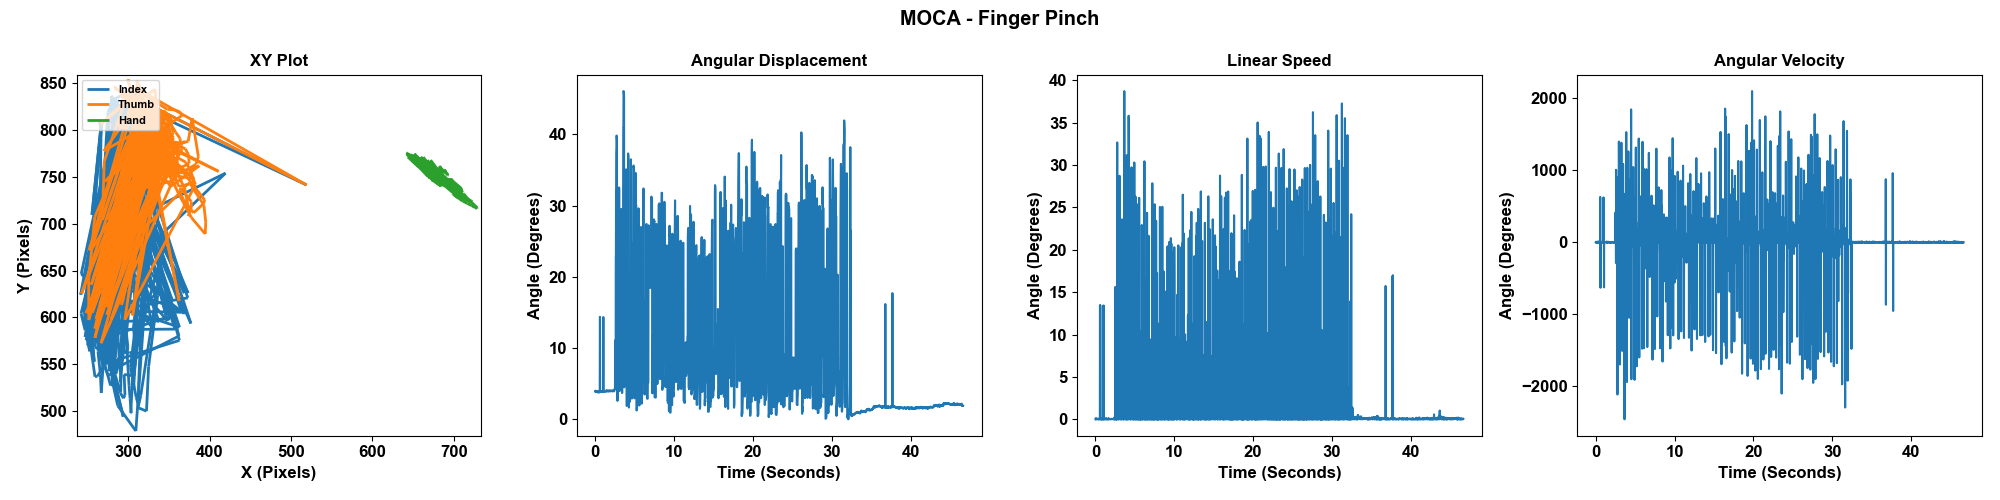 MOCA - Finger Pinch
XY Plot
Index
Thumb
Hand
850
800
750
700
650
600
550
500
300
400
500
600
700
Y (Pixels)
X (Pixels)
Angular Displacement
40
30
20
10
0
0
10
20
30
40
Angle (Degrees)
Time (Seconds)
Linear Speed
40
35
30
25
20
15
10
5
0
0
10
20
30
40
Angle (Degrees)
Time (Seconds)
Angular Velocity
2000
1000
0
−1000
−2000
0
10
20
30
40
Angle (Degrees)
Time (Seconds)